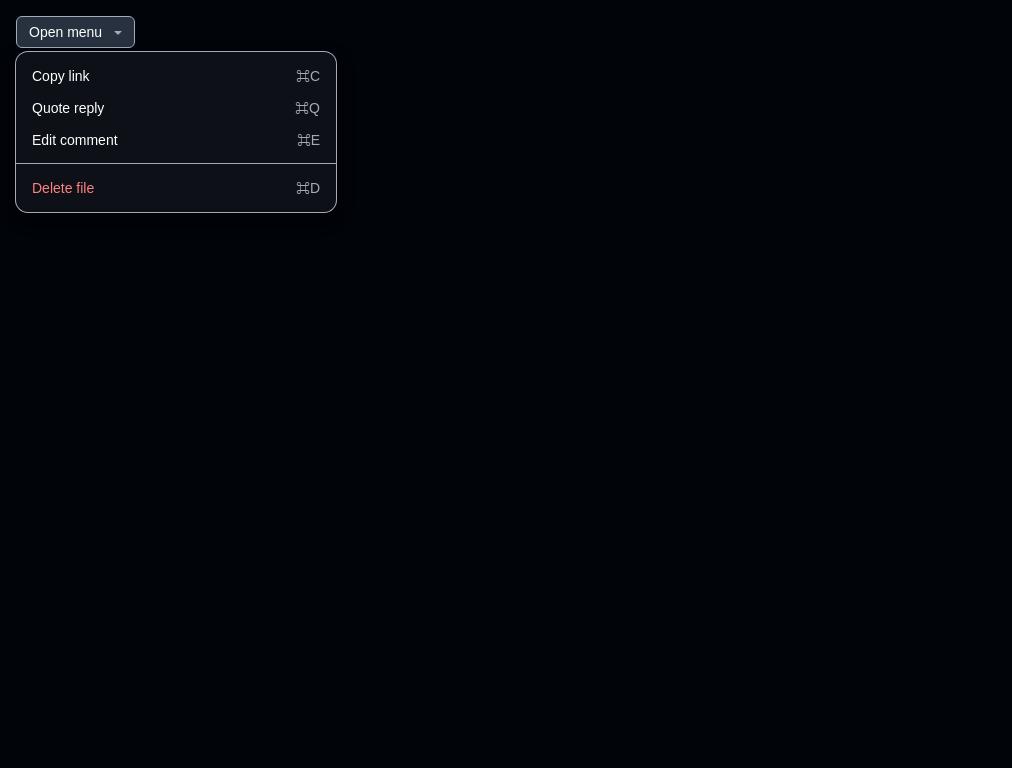 Open menu
Copy link ⌘C
Quote reply ⌘Q
Edit comment ⌘E
Delete file ⌘D